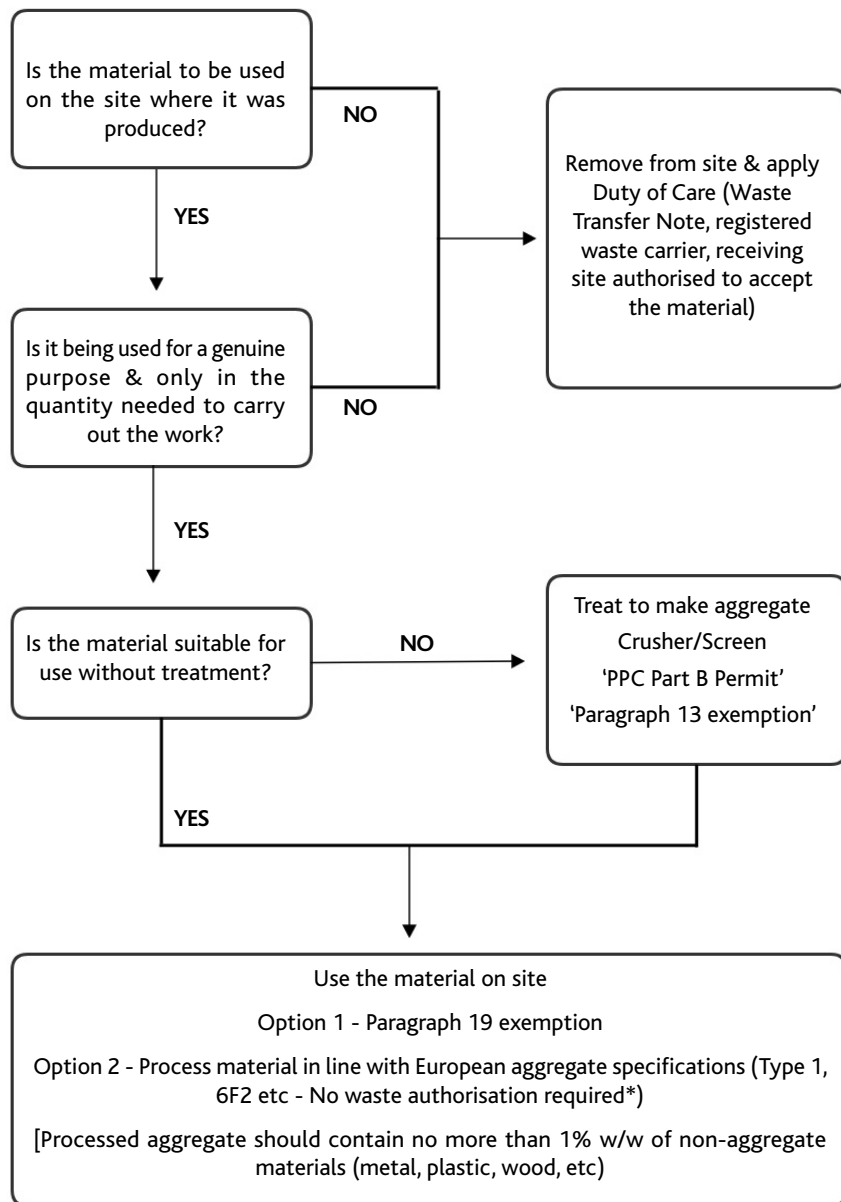 Is the material to be used
on the site where it was
produced?
NO
YES
Remove from site & apply
Duty of Care (Waste
Transfer Note, registered
waste carrier, receiving
site authorised to accept
the material)
Is it being used for a genuine
purpose & only in the
quantity needed to carry
out the work?
NO
YES
Is the material suitable for
use without treatment?
NO
YES
Treat to make aggregate
Crusher/Screen
‘PPC Part B Permit’
‘Paragraph 13 exemption’
Use the material on site
Option 1 - Paragraph 19 exemption
Option 2 - Process material in line with European aggregate specifications (Type 1,
6F2 etc - No waste authorisation required*)
[Processed aggregate should contain no more than 1% w/w of non-aggregate
materials (metal, plastic, wood, etc)